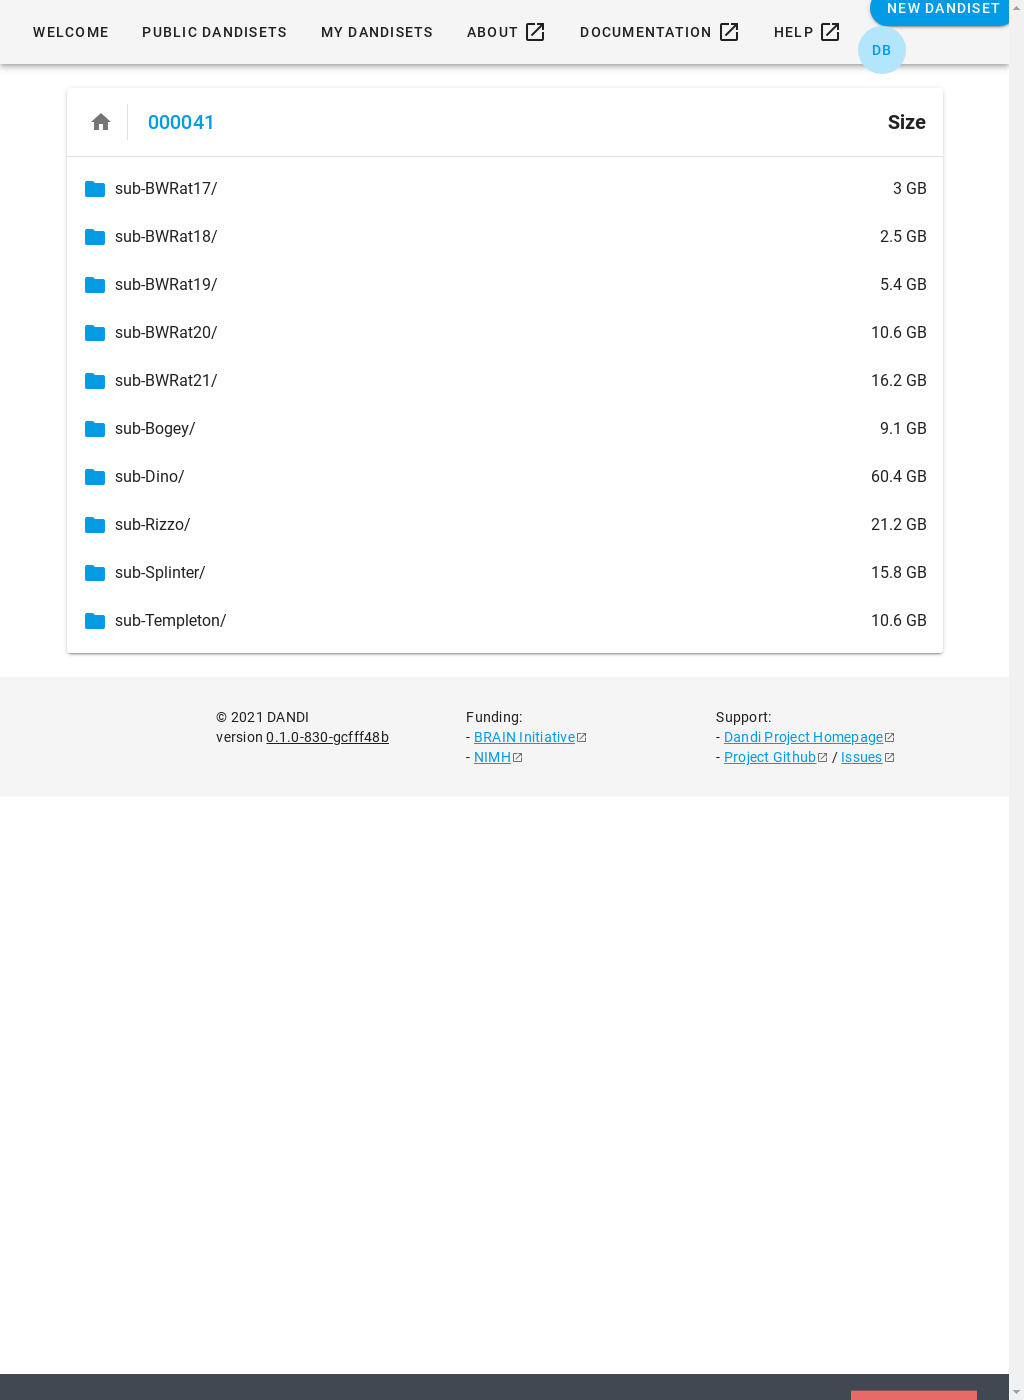 NEW DANDISET
WELCOME PUBLIC DANDISETS MY DANDISETS ABOUT DOCUMENTATION HELP
DB
000041 Size
sub-BWRat17/ 3 GB
sub-BWRat18/ 2.5 GB
sub-BWRat19/ 5.4 GB
sub-BWRat20/ 10.6 GB
sub-BWRat21/ 16.2 GB
sub-Bogey/ 9.1 GB
sub-Dino/ 60.4 GB
sub-Rizzo/ 21.2 GB
sub-Splinter/ 15.8 GB
sub-Templeton/ 10.6 GB
© 2021 DANDI
version 0.1.0-830-gcfff48b
Funding:
- BRAIN Initiative
- NIMH
Support:
- Dandi Project Homepage
- Project Github / Issues